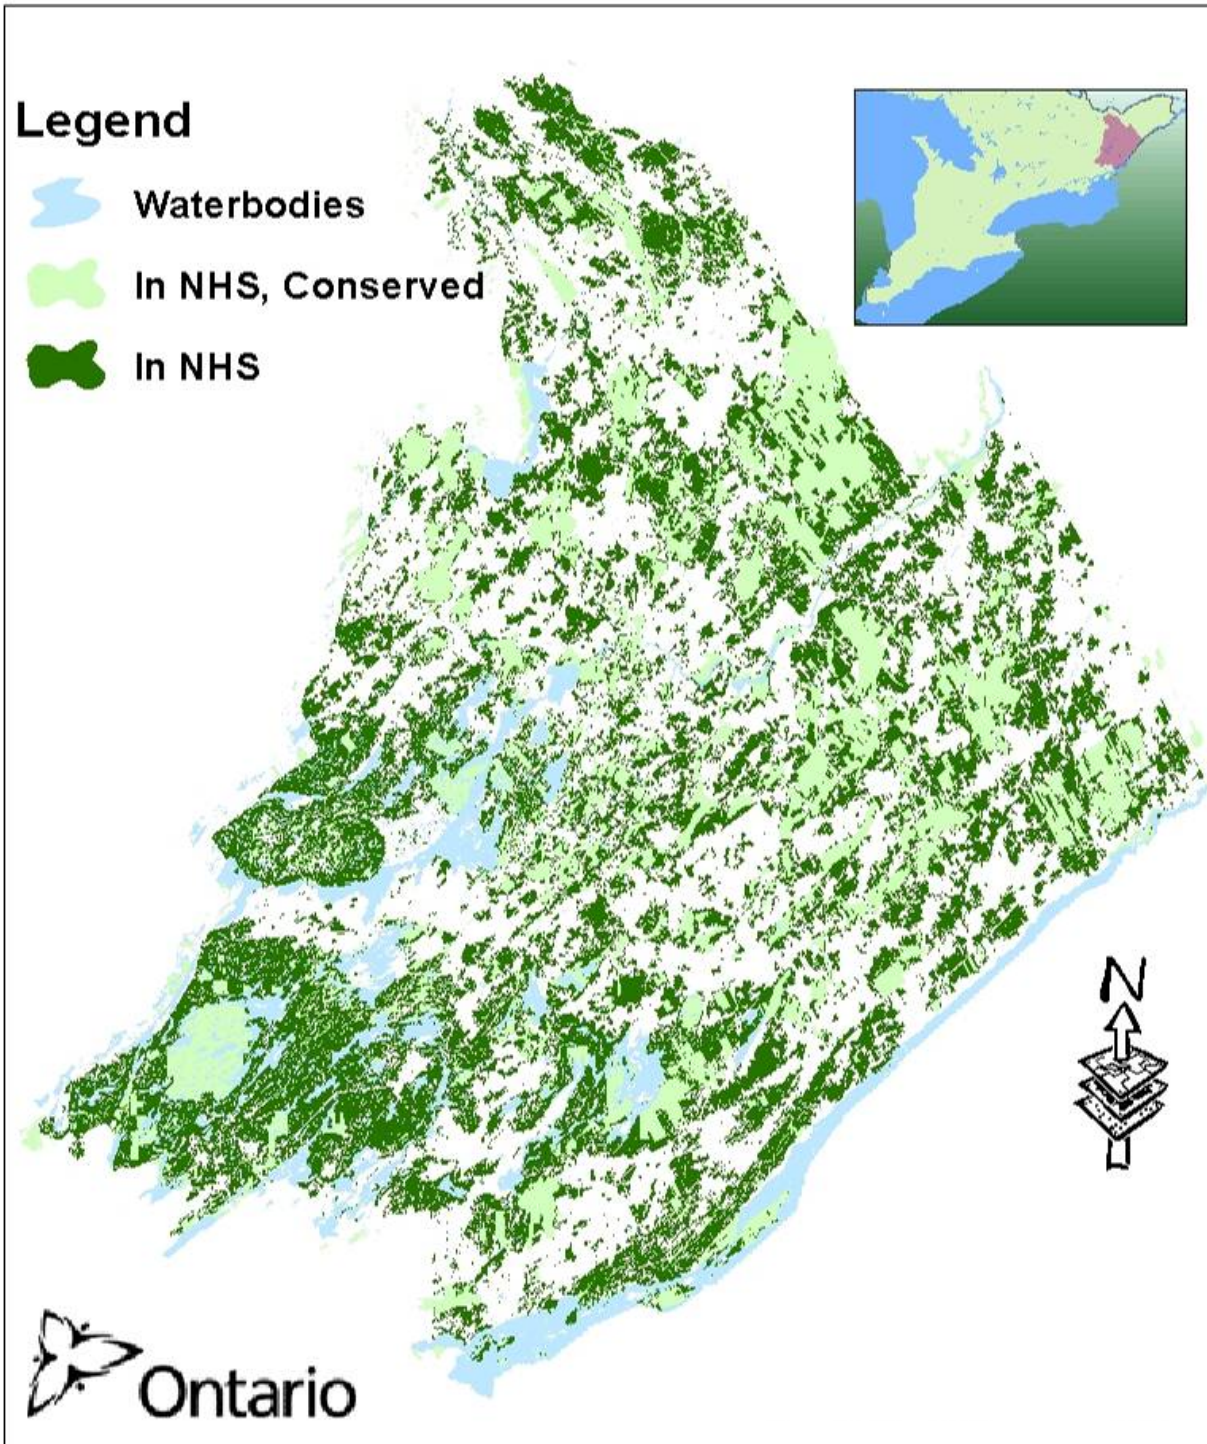 Legend
Waterbodies
In NHS, Conserved
In NHS
N
Ontario